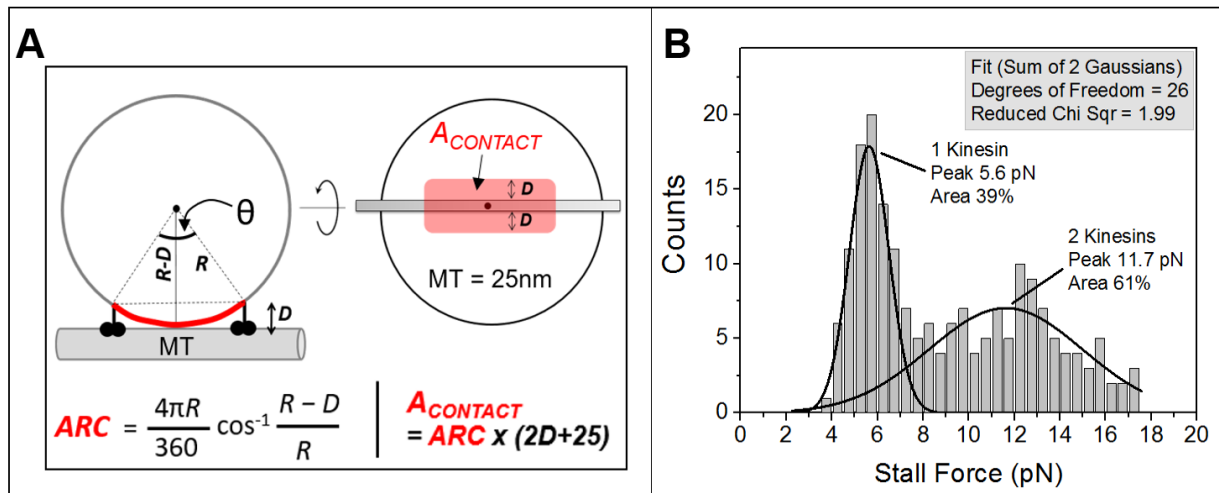 A
θ
R-D
R
D
MT
A_CONTACT
D
D
MT = 25nm
ARC = 4πR/360 cos⁻¹ R – D/R
A_CONTACT
= ARC x (2D+25)
B
Fit (Sum of 2 Gaussians)
Degrees of Freedom = 26
Reduced Chi Sqr = 1.99
1 Kinesin
Peak 5.6 pN
Area 39%
2 Kinesins
Peak 11.7 pN
Area 61%
Counts
20
15
10
5
0
0 2 4 6 8 10 12 14 16 18 20
Stall Force (pN)